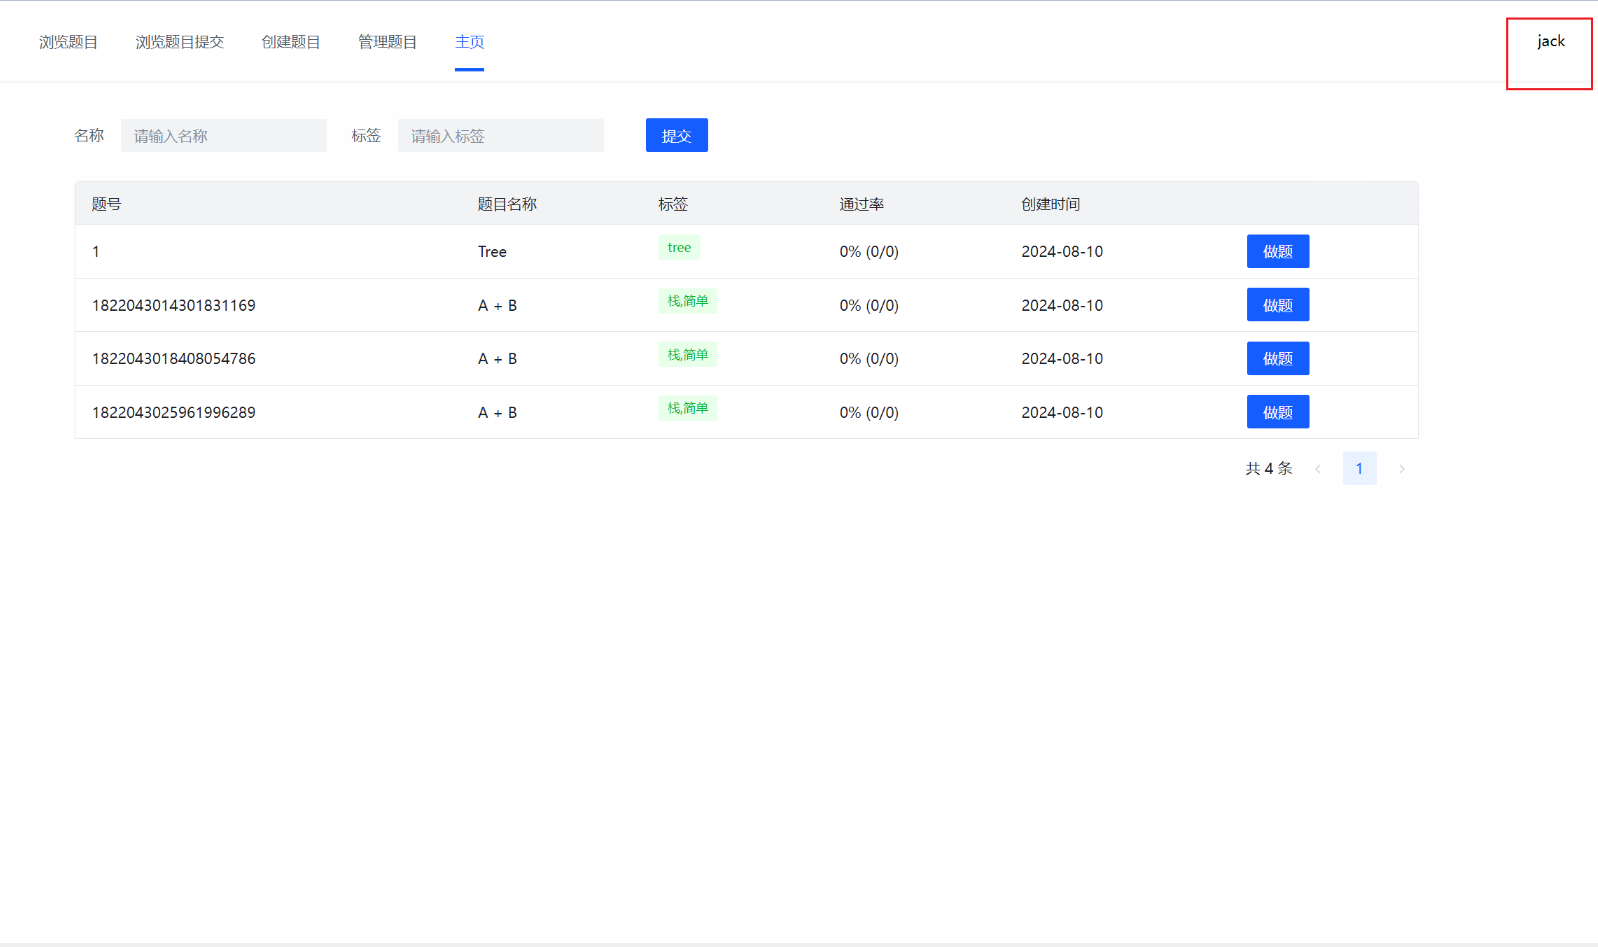 浏览题目 浏览题目提交 创建题目 管理题目 主页 jack
名称 请输入名称 标签 请输入标签 提交
题号 题目名称 标签 通过率 创建时间
1 Tree tree 0% (0/0) 2024-08-10 做题
1822043014301831169 A + B 栈,简单 0% (0/0) 2024-08-10 做题
1822043018408054786 A + B 栈,简单 0% (0/0) 2024-08-10 做题
1822043025961996289 A + B 栈,简单 0% (0/0) 2024-08-10 做题
共 4 条 1